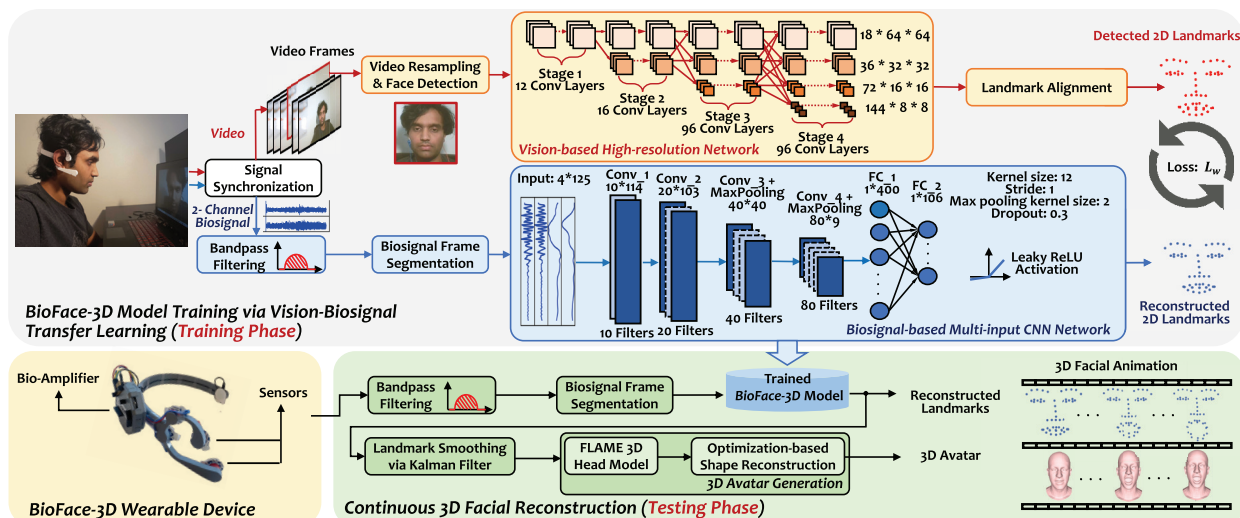 Video Frames
Video
Video Resampling
& Face Detection
Stage 1
12 Conv Layers
Stage 2
16 Conv Layers
Stage 3
96 Conv Layers
Stage 4
96 Conv Layers
18 * 64 * 64
36 * 32 * 32
72 * 16 * 16
144 * 8 * 8
Vision-based High-resolution Network
Landmark Alignment
Detected 2D Landmarks
Loss: L_w
Signal
Synchronization
2- Channel
Biosignal
Bandpass
Filtering
Biosignal Frame
Segmentation
Input: 4*125
Conv_1
10*114
Conv_2
20*103
Conv_3 +
MaxPooling
40*40
Conv_4 +
MaxPooling
80*9
FC_1
1*400
FC_2
1*106
Kernel size: 12
Stride: 1
Max pooling kernel size: 2
Dropout: 0.3
Leaky ReLU
Activation
10 Filters
20 Filters
40 Filters
80 Filters
Biosignal-based Multi-input CNN Network
Reconstructed
2D Landmarks
BioFace-3D Model Training via Vision-Biosignal
Transfer Learning (Training Phase)
Bio-Amplifier
Sensors
BioFace-3D Wearable Device
Bandpass
Filtering
Biosignal Frame
Segmentation
Trained
BioFace-3D Model
Reconstructed
Landmarks
Landmark Smoothing
via Kalman Filter
FLAME 3D
Head Model
Optimization-based
Shape Reconstruction
3D Avatar Generation
3D Avatar
3D Facial Animation
Continuous 3D Facial Reconstruction (Testing Phase)